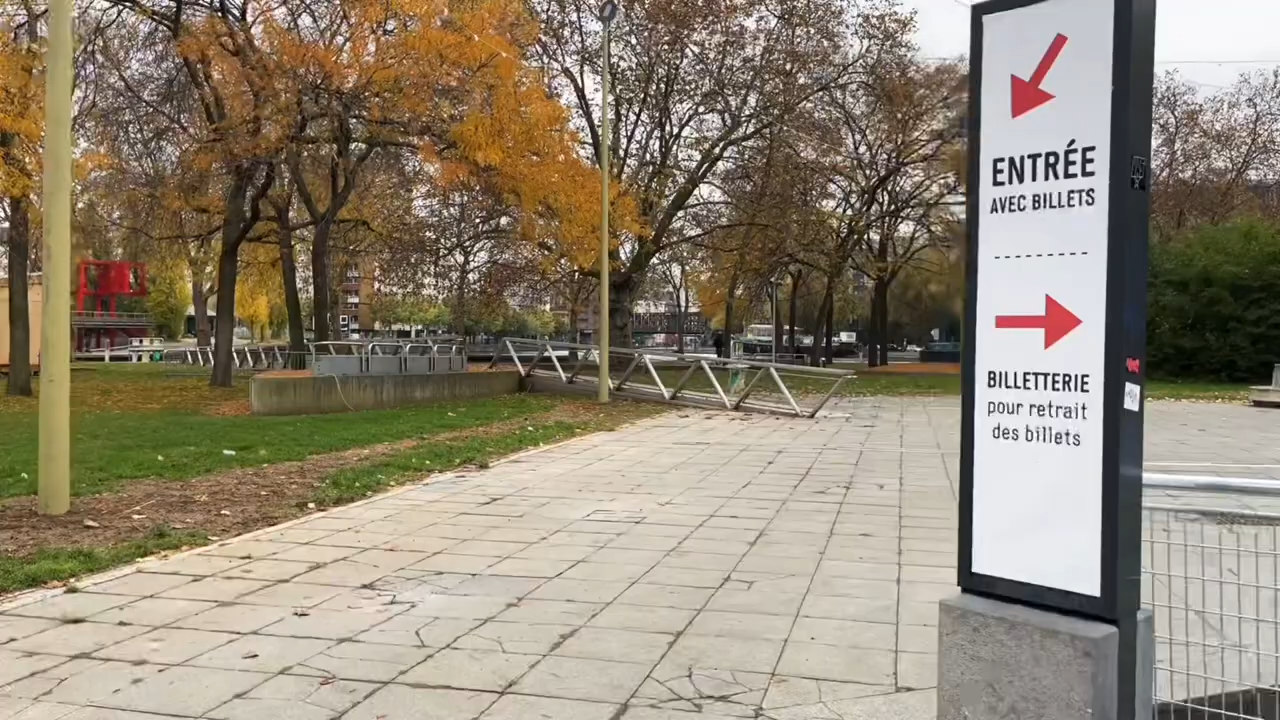 ENTRÉE
AVEC BILLETS
BILLETTERIE
pour retrait
des billets